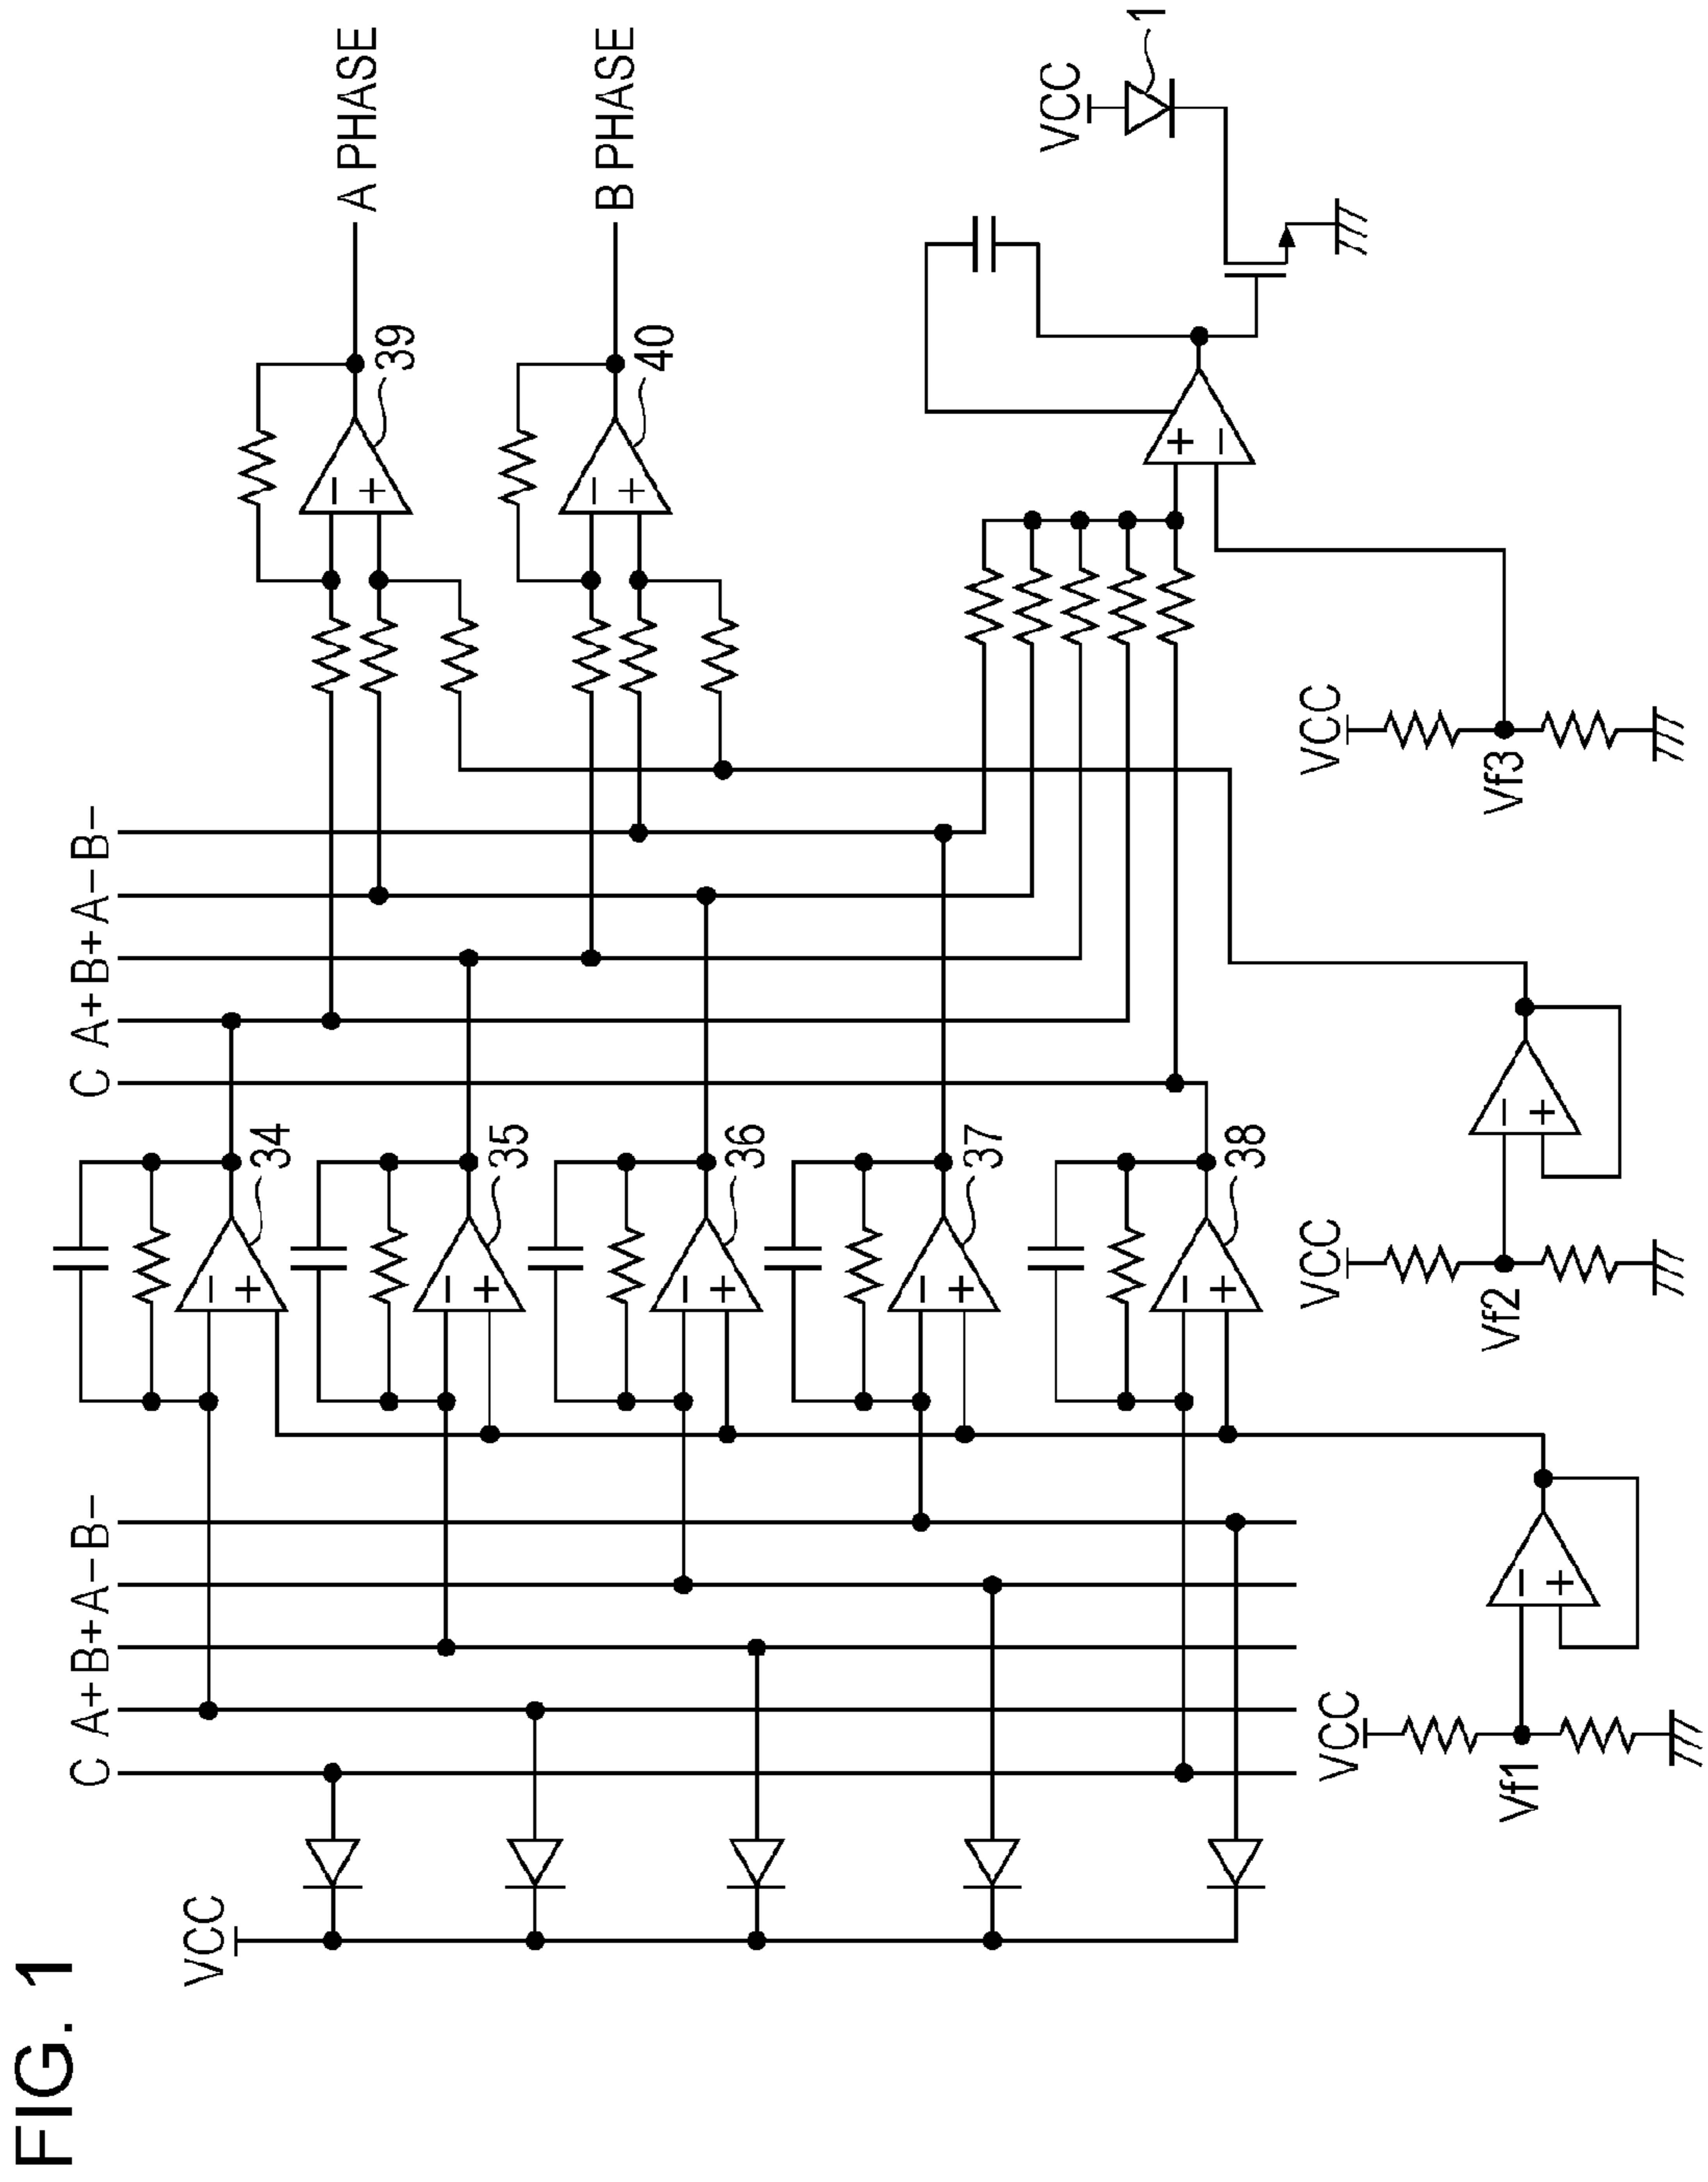 FIG. 1
VCC
C A+ B+ A− B−
34
35
36
37
38
C A+ B+ A− B−
39
40
A PHASE
B PHASE
VCC
1
VCC
Vf1
VCC
Vf2
VCC
Vf3
− +
− +
− +
− +
− +
− +
− +
+ −
− +
− +